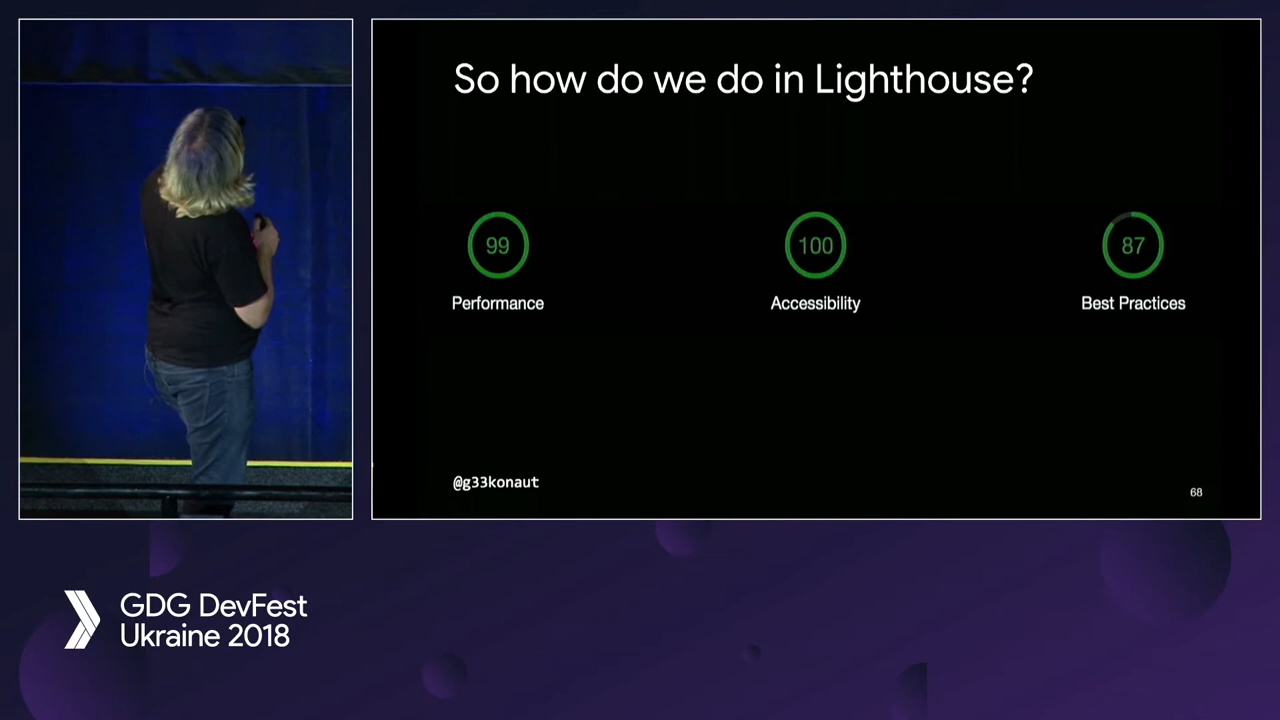 So how do we do in Lighthouse?
99
100
87
Performance
Accessibility
Best Practices
@g33konaut
68
GDG DevFest
Ukraine 2018